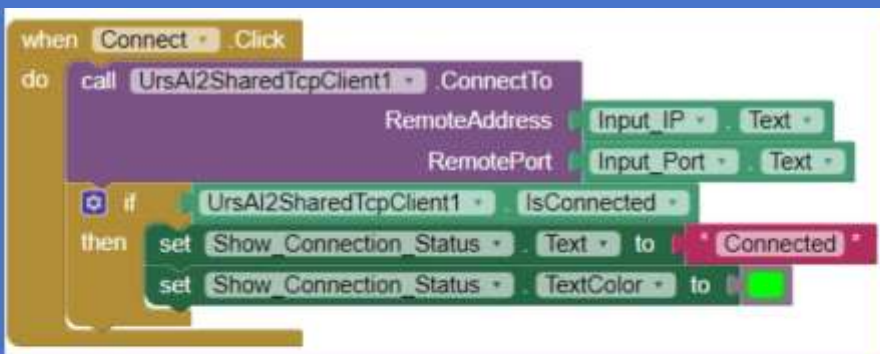 when Connect .Click
do call UrsAI2SharedTcpClient1 .ConnectTo
RemoteAddress Input_IP . Text
RemotePort Input_Port . Text
if UrsAI2SharedTcpClient1 . IsConnected
then set Show_Connection_Status . Text to " Connected "
set Show_Connection_Status . TextColor to